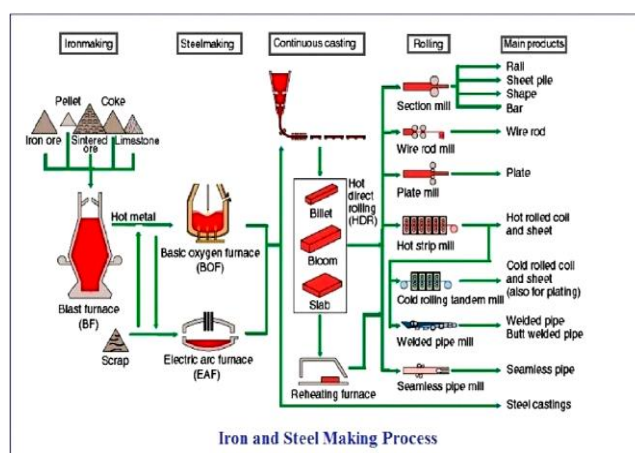 Ironmaking
Steelmaking
Continuous casting
Rolling
Main products
Pellet
Coke
Iron ore
Sintered
ore
Limestone
Hot metal
Blast furnace
(BF)
Scrap
Basic oxygen furnace
(BOF)
Electric arc furnace
(EAF)
Billet
Bloom
Slab
Hot
direct
rolling
(HDR)
Reheating furnace
Section mill
Wire rod mill
Plate mill
Hot strip mill
Cold rolling tandem mill
Welded pipe mill
Seamless pipe mill
Rail
Sheet pile
Shape
Bar
Wire rod
Plate
Hot rolled coil
and sheet
Cold rolled coil
and sheet
(also for plating)
Welded pipe
Butt welded pipe
Seamless pipe
Steel castings
Iron and Steel Making Process